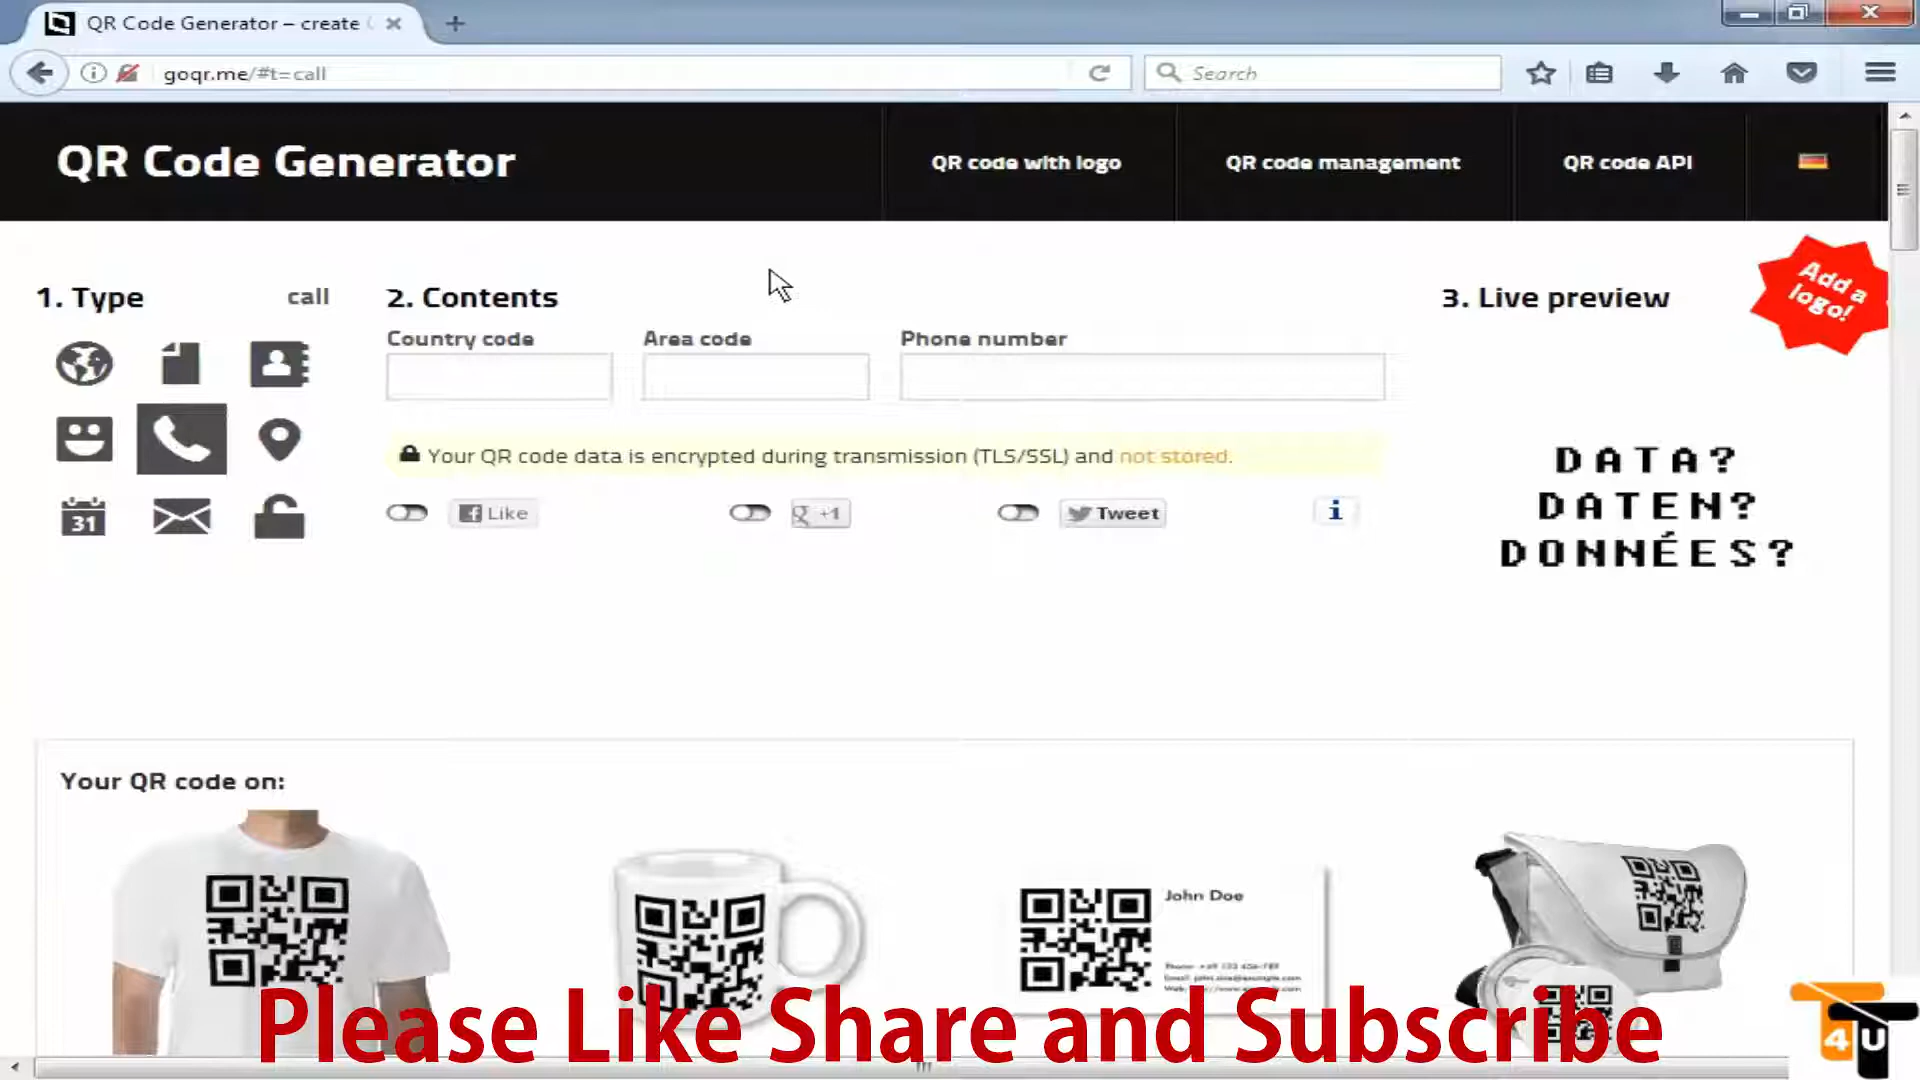 QR Code Generator – create
goqr.me/#t=call
Search
QR Code Generator
QR code with logo
QR code management
QR code API
1. Type
call
2. Contents
3. Live preview
Add a
logo!
Country code
Area code
Phone number
Your QR code data is encrypted during transmission (TLS/SSL) and not stored.
31
Like
+1
Tweet
i
DATA?
DATEN?
DONNÉES?
Your QR code on:
John Doe
Please Like Share and Subscribe
4U